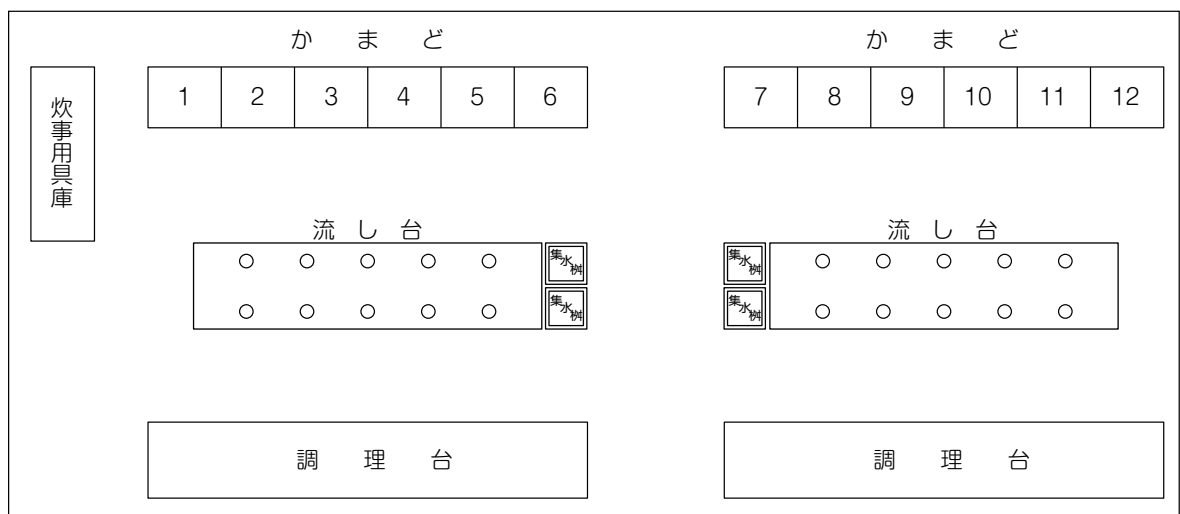 か ま ど
か ま ど
1 2 3 4 5 6
7 8 9 10 11 12
炊事用具庫
流 し 台
流 し 台
集水桝
集水桝
集水桝
集水桝
調 理 台
調 理 台